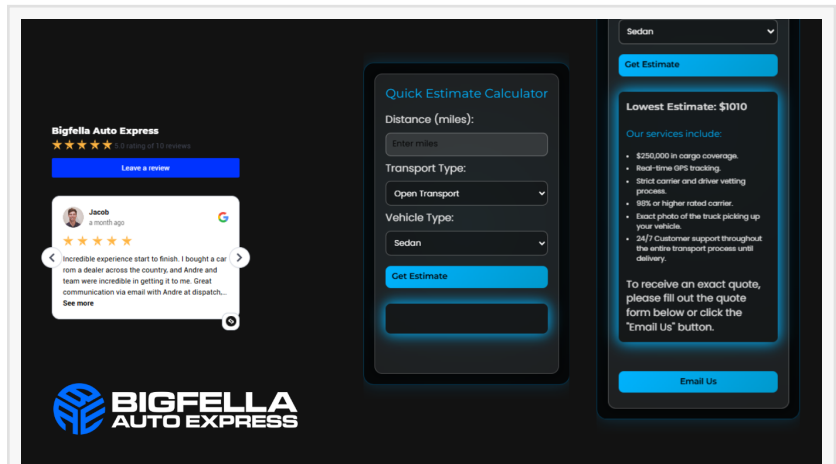 Bigfella Auto Express
5.0 rating of 10 reviews
Leave a review
Jacob
a month ago
Incredible experience start to finish. I bought a car
rom a dealer across the country, and Andre and
team were incredible in getting it to me. Great
communication via email with Andre at dispatch,...
See more
BIGFELLA
AUTO EXPRESS
Quick Estimate Calculator
Distance (miles):
Enter miles
Transport Type:
Open Transport
Vehicle Type:
Sedan
Get Estimate
Sedan
Get Estimate
Lowest Estimate: $1010
Our services include:
• $250,000 in cargo coverage.
• Real-time GPS tracking.
• Strict carrier and driver vetting
process.
• 98% or higher rated carrier.
• Exact photo of the truck picking up
your vehicle.
• 24/7 Customer support throughout
the entire transport process until
delivery.
To receive an exact quote,
please fill out the quote
form below or click the
"Email Us" button.
Email Us